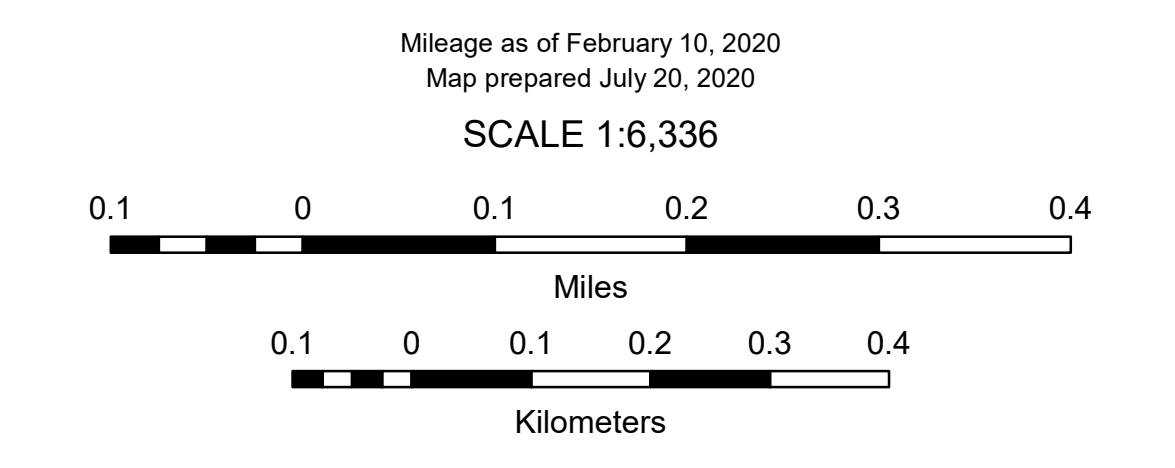 Mileage as of February 10, 2020
Map prepared July 20, 2020
SCALE 1:6,336
0.1 0 0.1 0.2 0.3 0.4
Miles
0.1 0 0.1 0.2 0.3 0.4
Kilometers